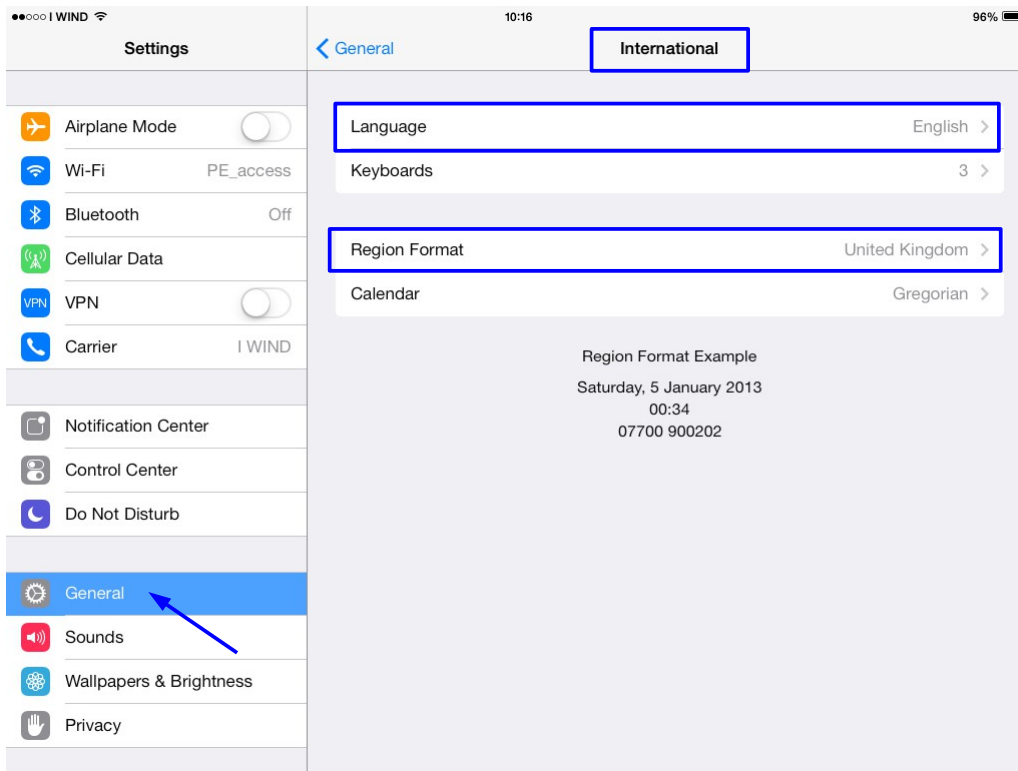 I WIND 10:16 96%
Settings
General International
Airplane Mode
Wi-Fi PE_access
Bluetooth Off
Cellular Data
VPN VPN
Carrier I WIND
Notification Center
Control Center
Do Not Disturb
General
Sounds
Wallpapers & Brightness
Privacy
Language English
Keyboards 3
Region Format United Kingdom
Calendar Gregorian
Region Format Example
Saturday, 5 January 2013
00:34
07700 900202